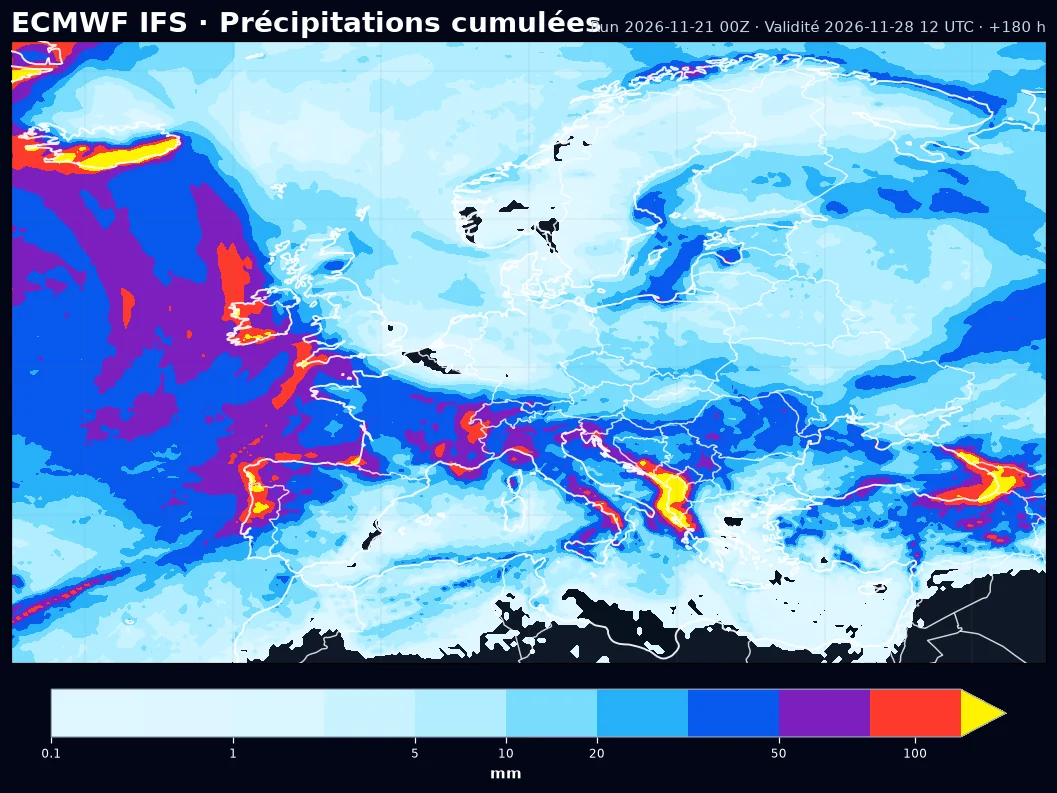 ECMWF IFS · Précipitations cumulées
Run 2026-11-21 00Z · Validité 2026-11-28 12 UTC · +180 h
0.1 1 5 10 20 50 100
mm